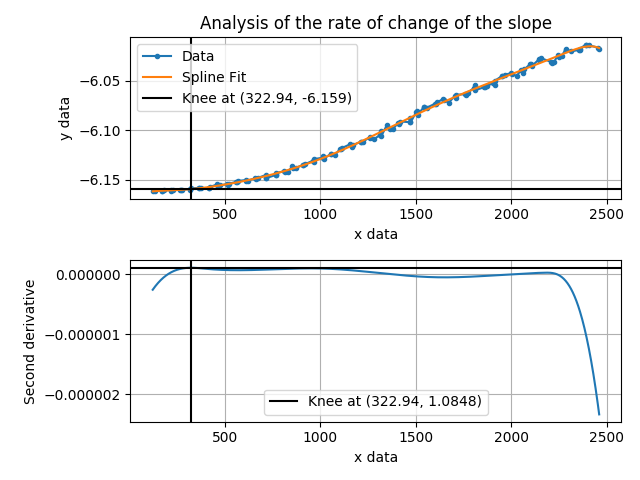 Analysis of the rate of change of the slope
Data
Spline Fit
Knee at (322.94, -6.159)
y data
−6.05
−6.10
−6.15
500
1000
1500
2000
2500
x data
Second derivative
0.000000
−0.000001
−0.000002
Knee at (322.94, 1.0848)
500
1000
1500
2000
2500
x data